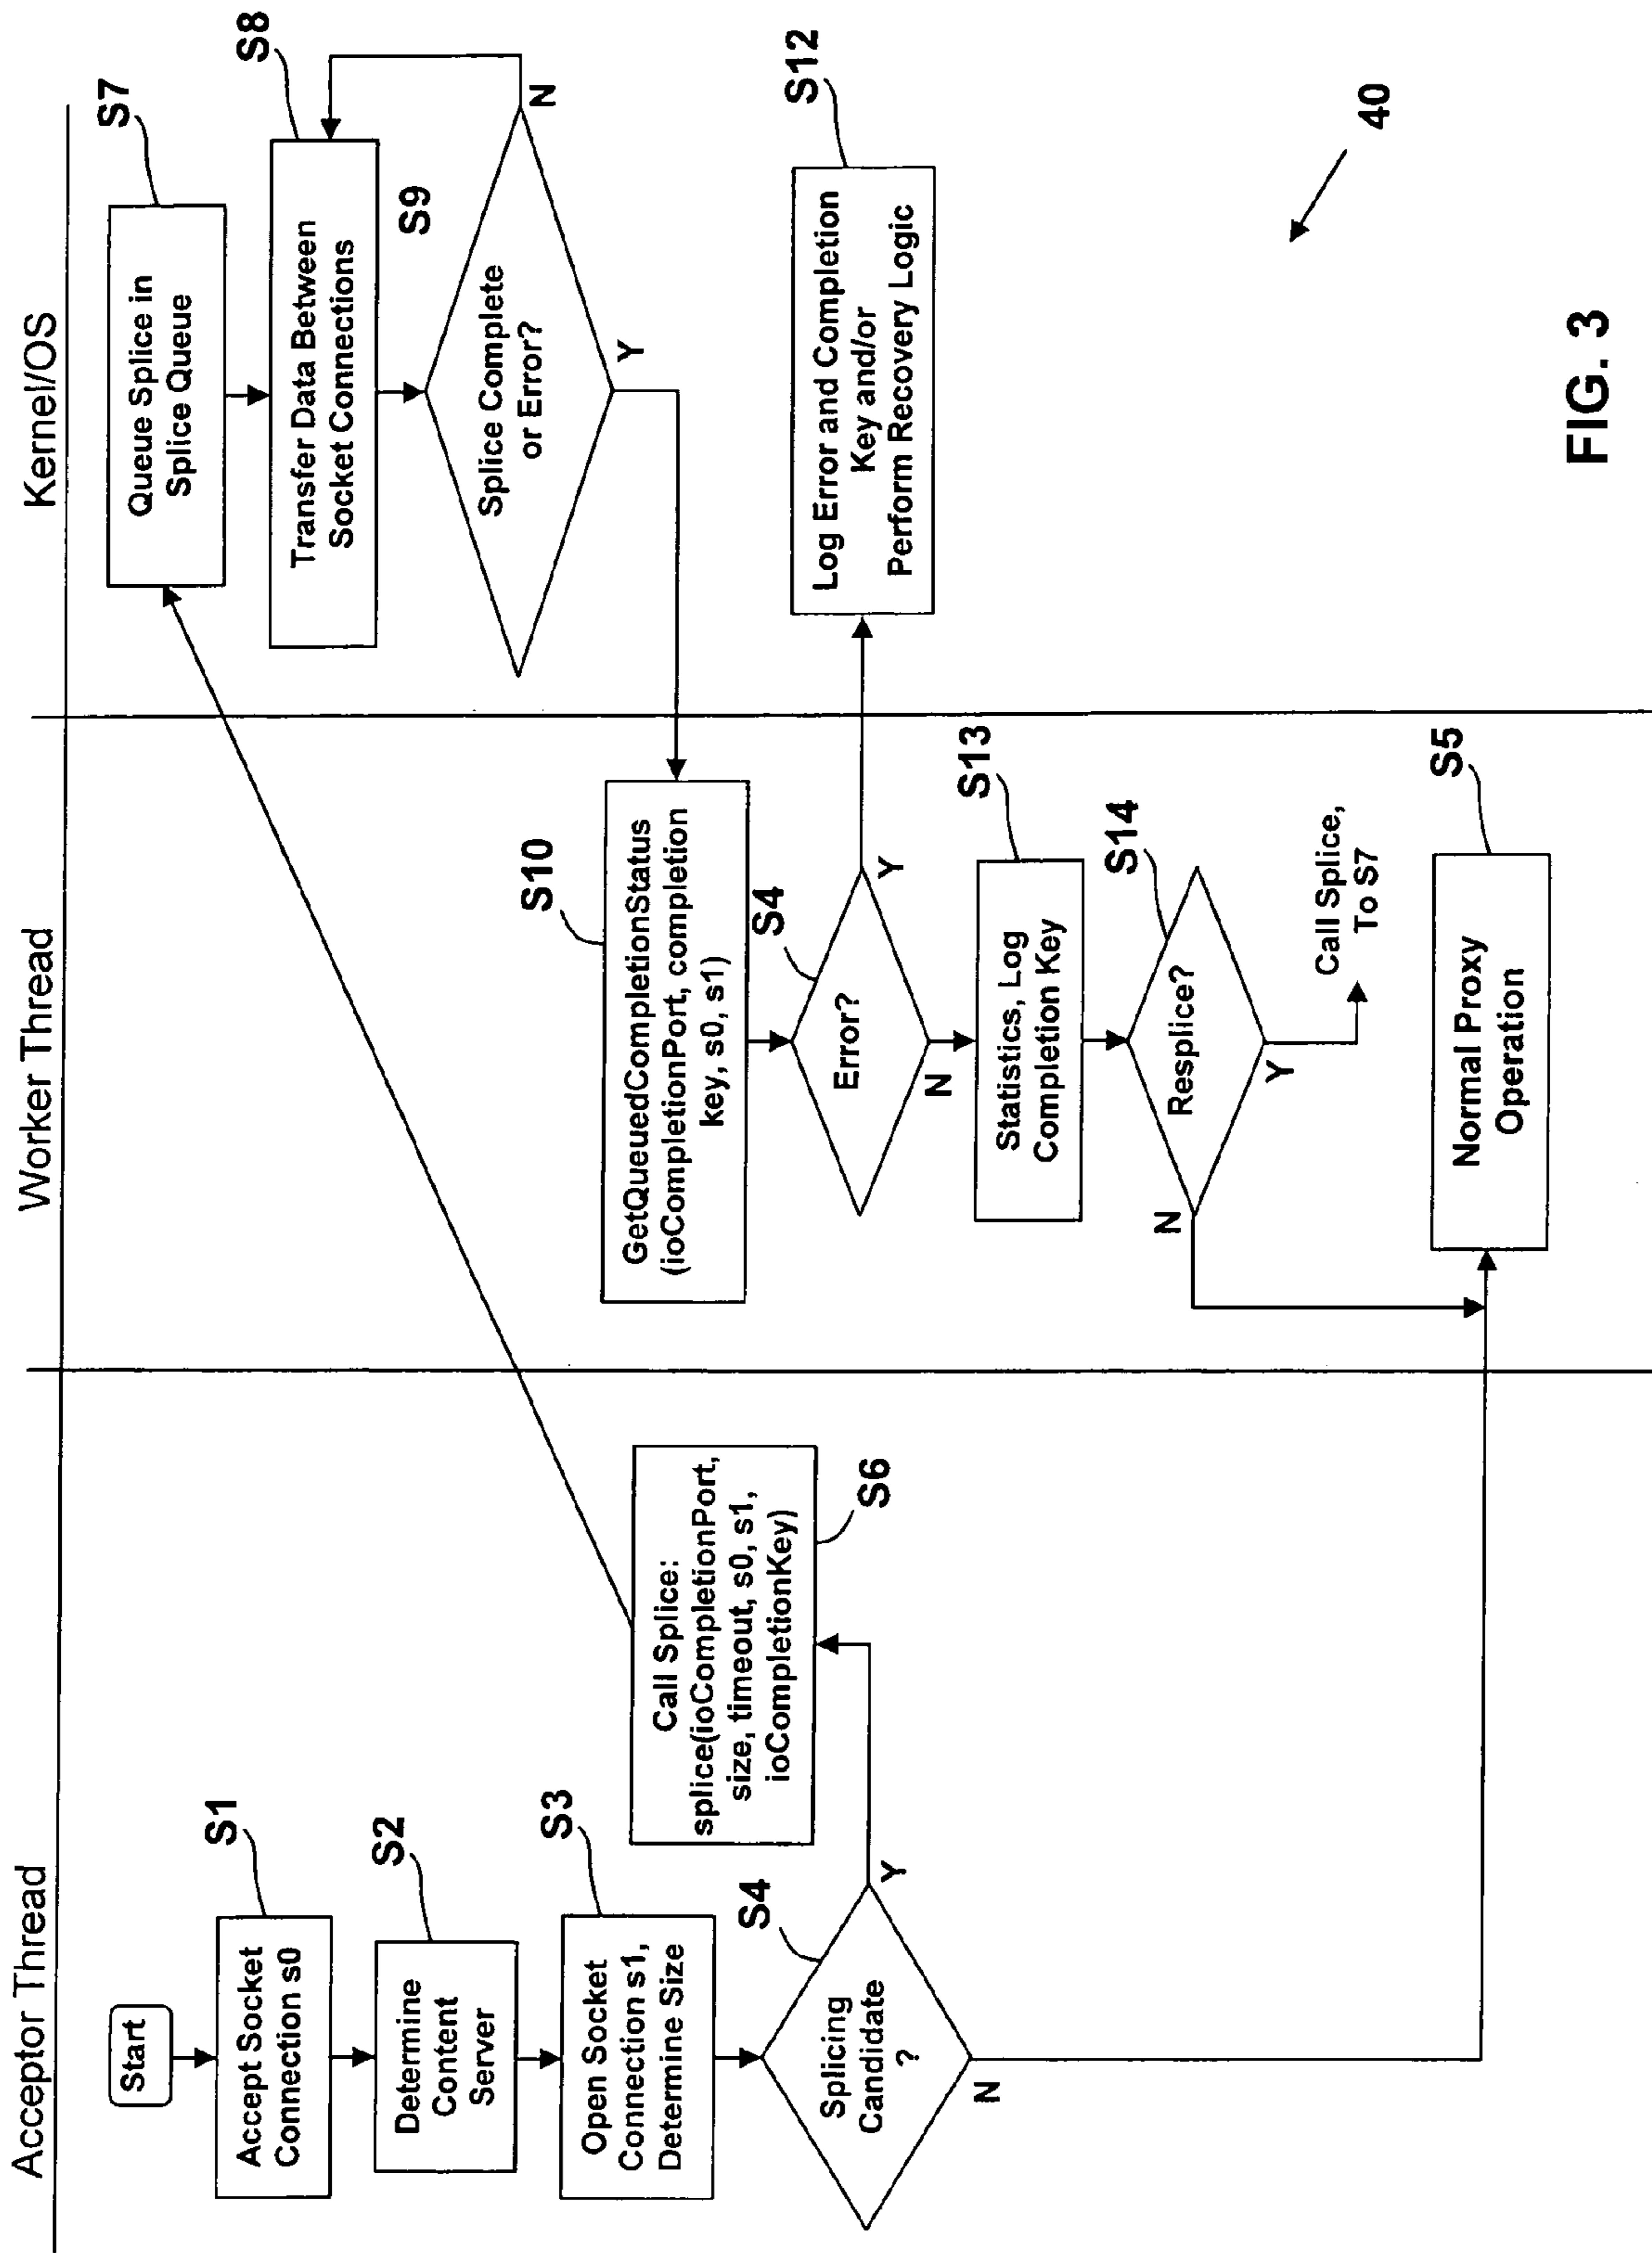 Acceptor Thread
Worker Thread
Kernel/OS
Start
S1
Accept Socket
Connection s0
S2
Determine
Content
Server
S3
Open Socket
Connection s1,
Determine Size
S4
Splicing
Candidate
?
Y
N
Call Splice:
splice(ioCompletionPort,
size, timeout, s0, s1,
ioCompletionKey)
S6
S10
GetQueuedCompletionStatus
(ioCompletionPort, completion
key, s0, s1)
S4
Error?
Y
N
S13
Statistics, Log
Completion Key
S14
Resplice?
N
Y
Call Splice,
To S7
S5
Normal Proxy
Operation
S7
Queue Splice in
Splice Queue
S8
Transfer Data Between
Socket Connections
S9
Splice Complete
or Error?
N
Y
S12
Log Error and Completion
Key and/or
Perform Recovery Logic
40
FIG. 3